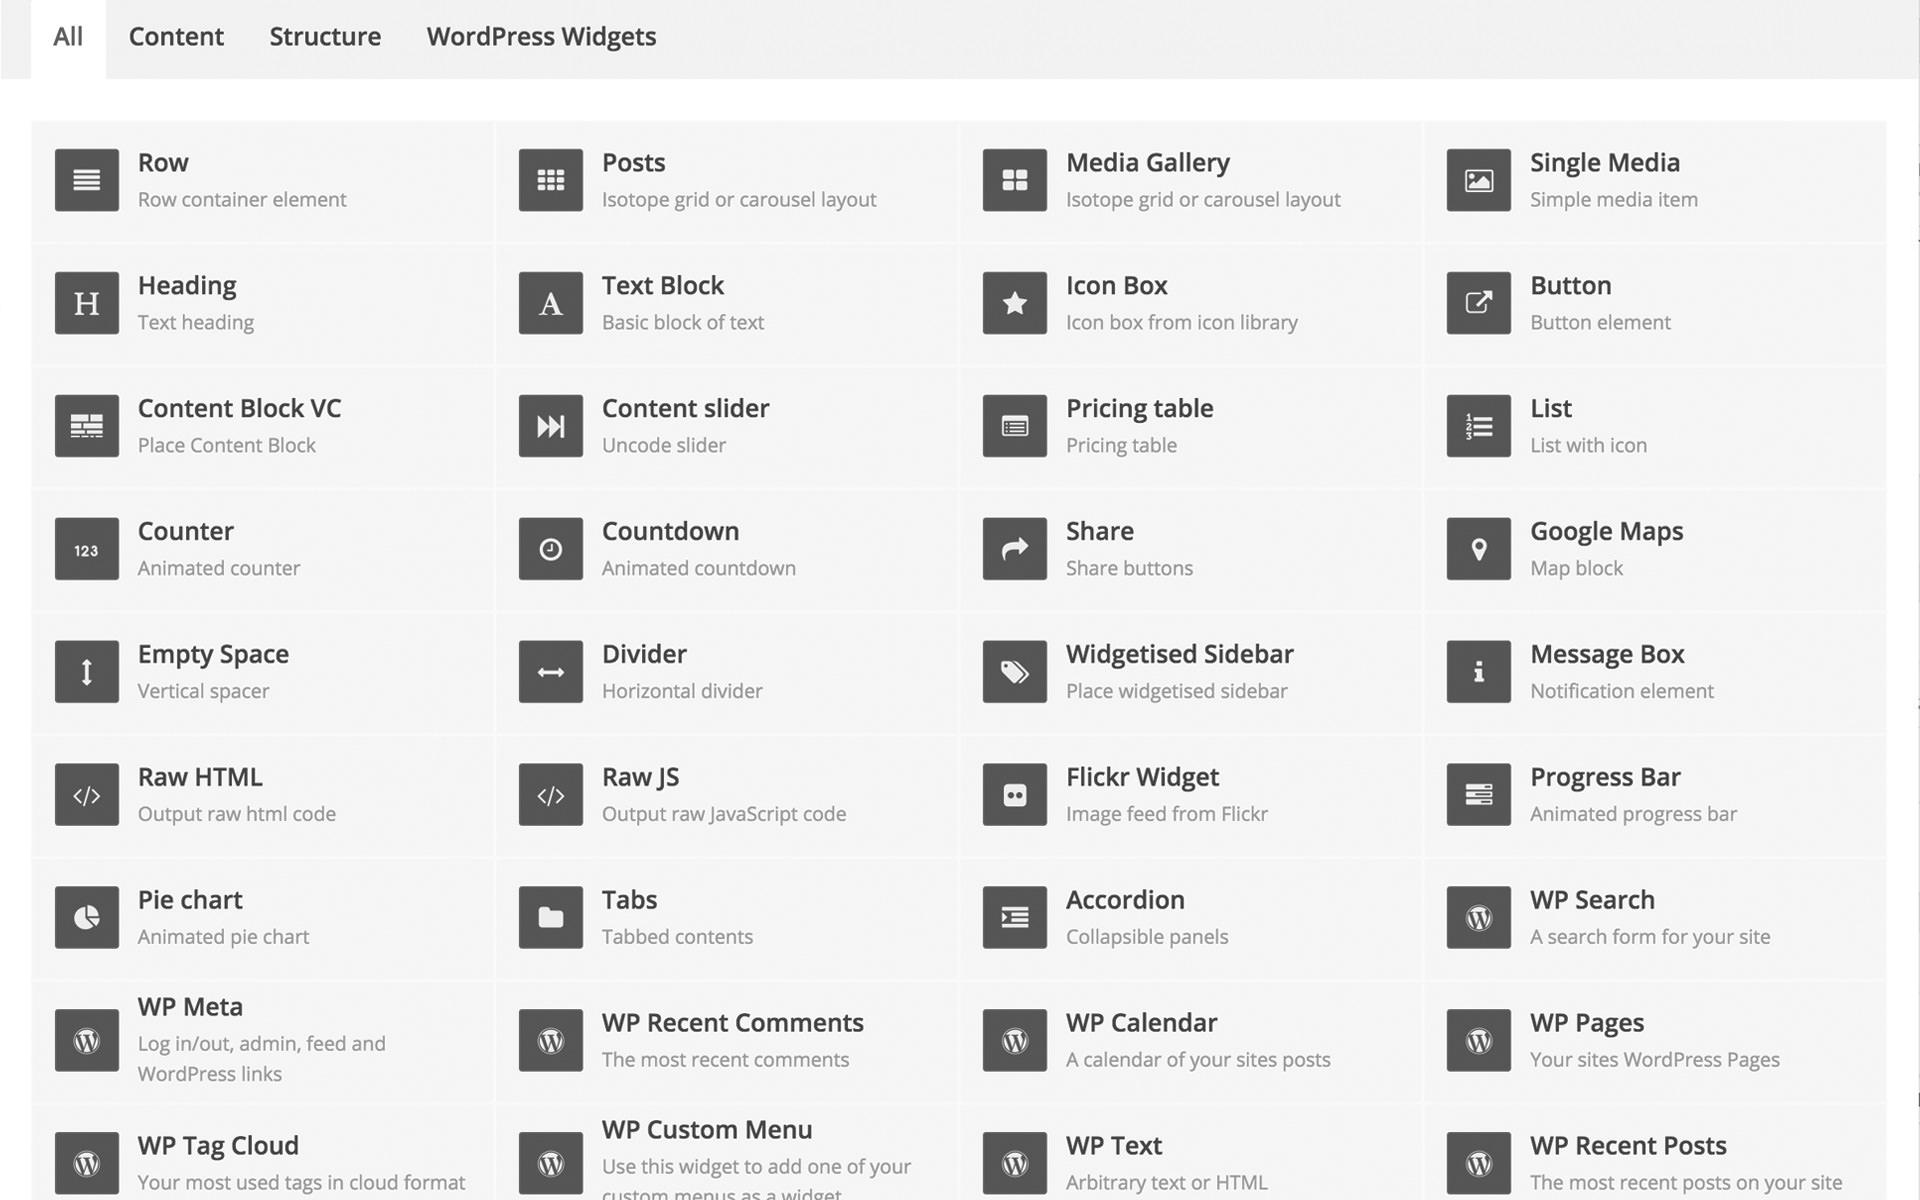 All Content Structure WordPress Widgets
Row
Row container element
Posts
Isotope grid or carousel layout
Media Gallery
Isotope grid or carousel layout
Single Media
Simple media item
H
Heading
Text heading
A
Text Block
Basic block of text
Icon Box
Icon box from icon library
Button
Button element
Content Block VC
Place Content Block
Content slider
Uncode slider
Pricing table
Pricing table
1
2
3
List
List with icon
123
Counter
Animated counter
Countdown
Animated countdown
Share
Share buttons
Google Maps
Map block
Empty Space
Vertical spacer
Divider
Horizontal divider
Widgetised Sidebar
Place widgetised sidebar
i
Message Box
Notification element
</>
Raw HTML
Output raw html code
</>
Raw JS
Output raw JavaScript code
Flickr Widget
Image feed from Flickr
Progress Bar
Animated progress bar
Pie chart
Animated pie chart
Tabs
Tabbed contents
Accordion
Collapsible panels
W
WP Search
A search form for your site
W
WP Meta
Log in/out, admin, feed and
WordPress links
W
WP Recent Comments
The most recent comments
W
WP Calendar
A calendar of your sites posts
W
WP Pages
Your sites WordPress Pages
W
WP Tag Cloud
Your most used tags in cloud format
W
WP Custom Menu
Use this widget to add one of your
custom menus as a widget.
W
WP Text
Arbitrary text or HTML
W
WP Recent Posts
The most recent posts on your site